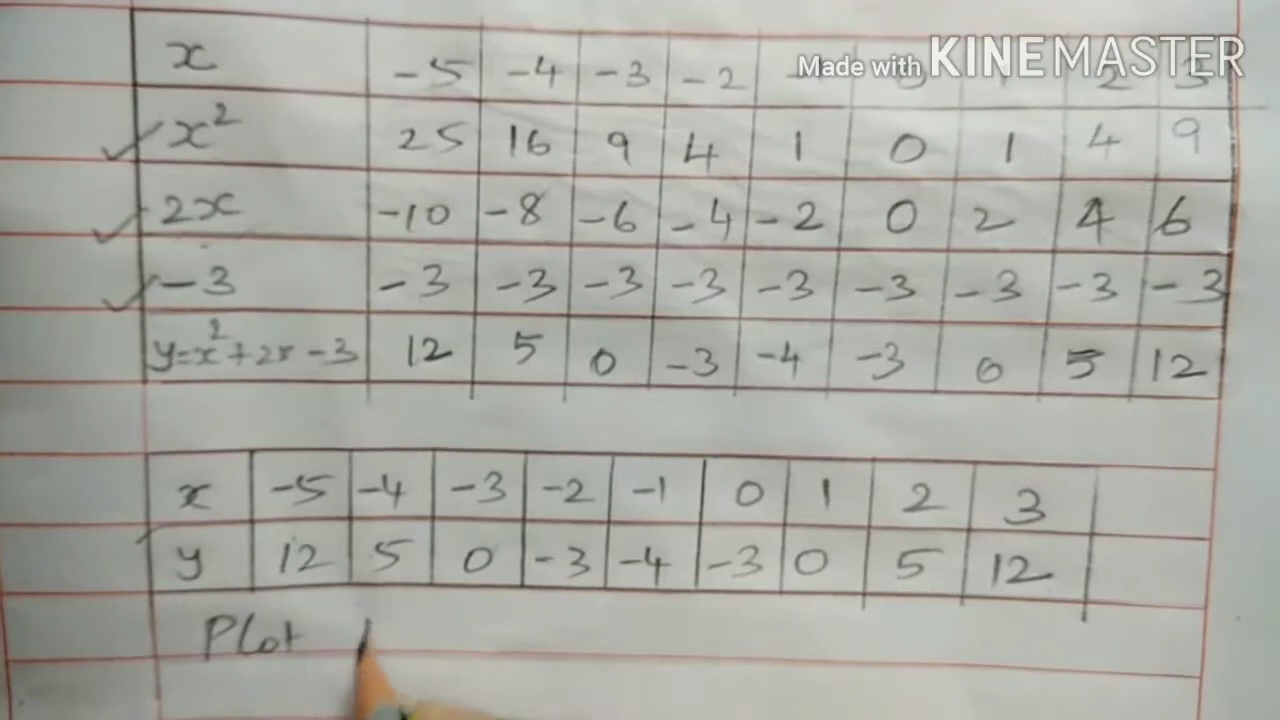 Made with KINEMASTER
x -5 -4 -3 -2 2 3
x² 25 16 9 4 1 0 1 4 9
2x -10 -8 -6 -4 -2 0 2 4 6
-3 -3 -3 -3 -3 -3 -3 -3 -3 -3
y=x²+2x-3 12 5 0 -3 -4 -3 0 5 12
x -5 -4 -3 -2 -1 0 1 2 3
y 12 5 0 -3 -4 -3 0 5 12
Plot